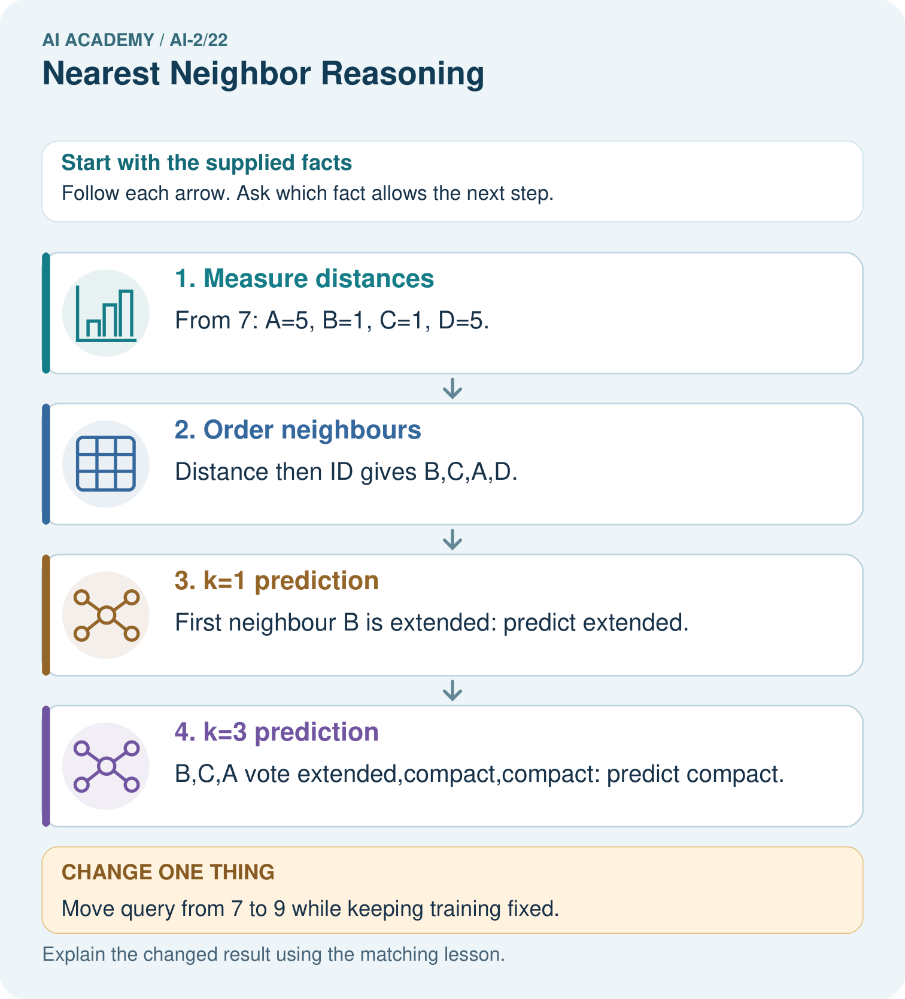 AI ACADEMY / AI-2/22
Nearest Neighbor Reasoning
Start with the supplied facts
Follow each arrow. Ask which fact allows the next step.
1. Measure distances
From 7: A=5, B=1, C=1, D=5.
2. Order neighbours
Distance then ID gives B,C,A,D.
3. k=1 prediction
First neighbour B is extended: predict extended.
4. k=3 prediction
B,C,A vote extended,compact,compact: predict compact.
CHANGE ONE THING
Move query from 7 to 9 while keeping training fixed.
Explain the changed result using the matching lesson.